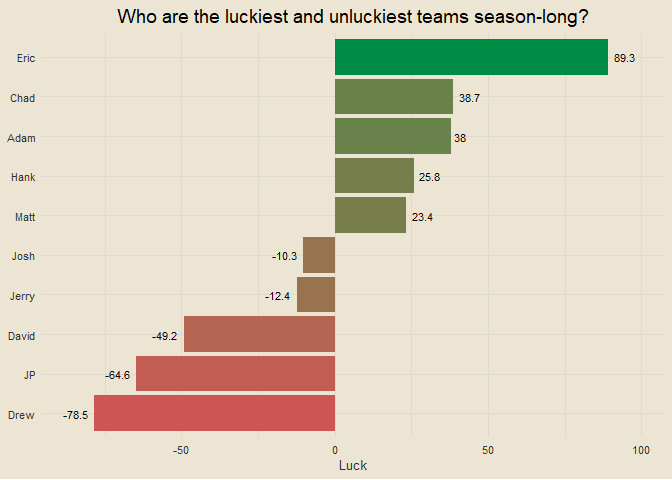 Who are the luckiest and unluckiest teams season-long?
Eric 89.3
Chad 38.7
Adam 38
Hank 25.8
Matt 23.4
Josh -10.3
Jerry -12.4
David -49.2
JP -64.6
Drew -78.5
-50 0 50 100
Luck